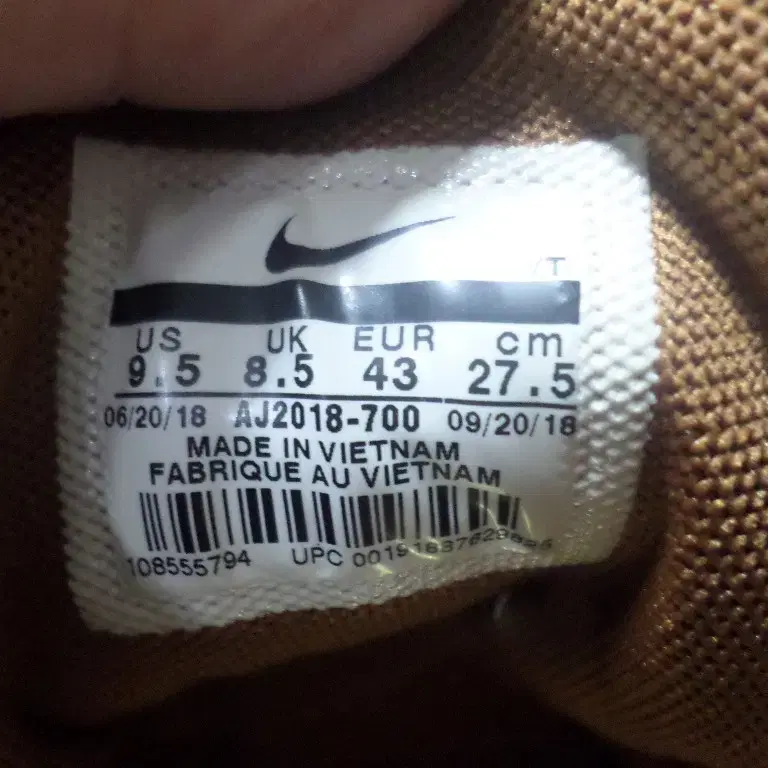 /T
US UK EUR cm
9.5 8.5 43 27.5
06/20/18 AJ2018-700 09/20/18
MADE IN VIETNAM
FABRIQUE AU VIETNAM
108555794 UPC